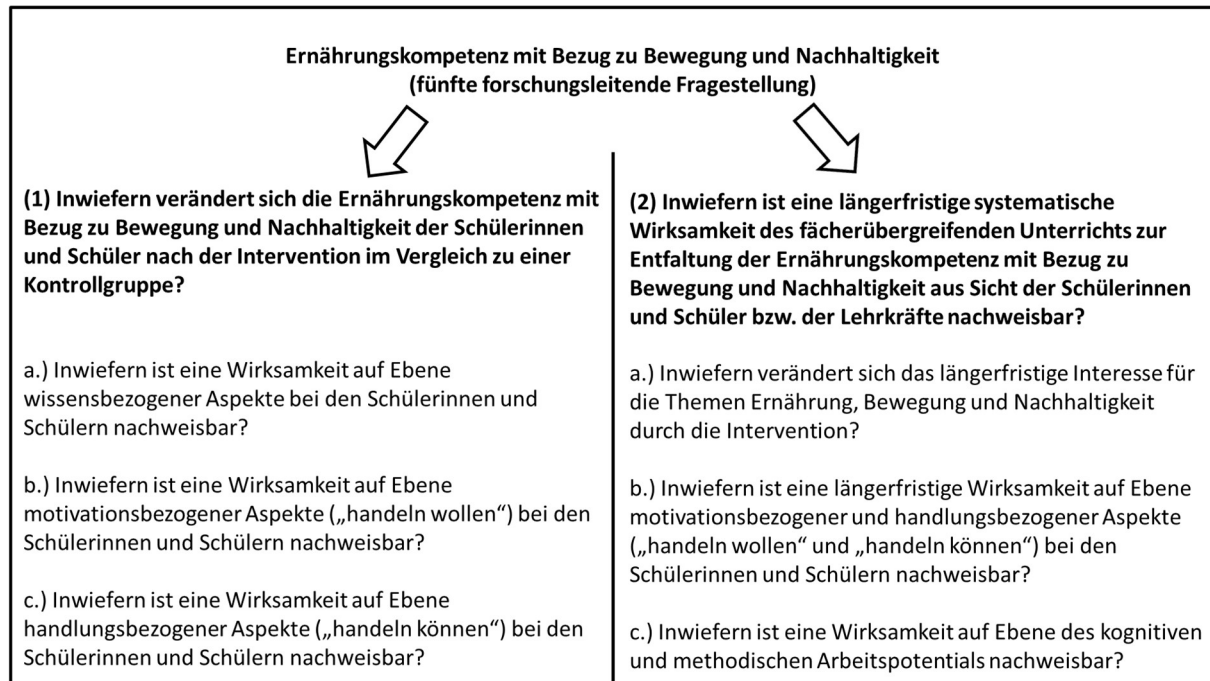 Ernährungskompetenz mit Bezug zu Bewegung und Nachhaltigkeit
(fünfte forschungsleitende Fragestellung)
(1) Inwiefern verändert sich die Ernährungskompetenz mit
Bezug zu Bewegung und Nachhaltigkeit der Schülerinnen
und Schüler nach der Intervention im Vergleich zu einer
Kontrollgruppe?
a.) Inwiefern ist eine Wirksamkeit auf Ebene
wissensbezogener Aspekte bei den Schülerinnen und
Schülern nachweisbar?
b.) Inwiefern ist eine Wirksamkeit auf Ebene
motivationsbezogener Aspekte („handeln wollen“) bei den
Schülerinnen und Schülern nachweisbar?
c.) Inwiefern ist eine Wirksamkeit auf Ebene
handlungsbezogener Aspekte („handeln können“) bei den
Schülerinnen und Schülern nachweisbar?
(2) Inwiefern ist eine längerfristige systematische
Wirksamkeit des fächerübergreifenden Unterrichts zur
Entfaltung der Ernährungskompetenz mit Bezug zu
Bewegung und Nachhaltigkeit aus Sicht der Schülerinnen
und Schüler bzw. der Lehrkräfte nachweisbar?
a.) Inwiefern verändert sich das längerfristige Interesse für
die Themen Ernährung, Bewegung und Nachhaltigkeit
durch die Intervention?
b.) Inwiefern ist eine längerfristige Wirksamkeit auf Ebene
motivationsbezogener und handlungsbezogener Aspekte
(„handeln wollen“ und „handeln können“) bei den
Schülerinnen und Schülern nachweisbar?
c.) Inwiefern ist eine Wirksamkeit auf Ebene des kognitiven
und methodischen Arbeitspotentials nachweisbar?